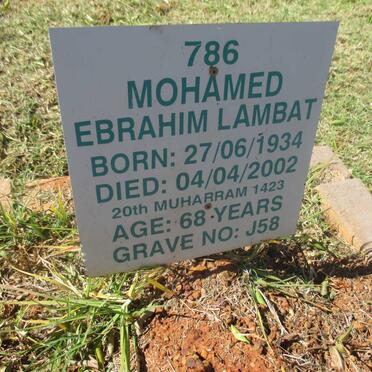 786
MOHAMED
EBRAHIM LAMBAT
BORN: 27/06/1934
DIED: 04/04/2002
20th MUHARRAM 1423
AGE: 68 YEARS
GRAVE NO: J58